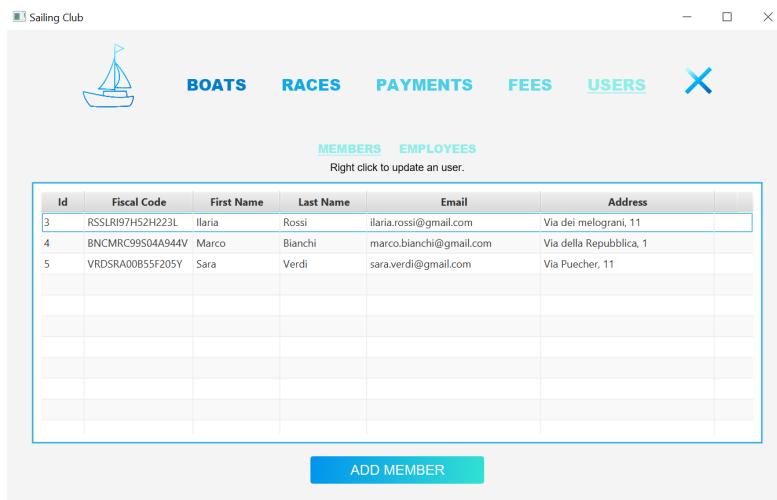 Sailing Club
BOATS RACES PAYMENTS FEES USERS
MEMBERS EMPLOYEES
Right click to update an user.
Id Fiscal Code First Name Last Name Email Address
3 RSSLRI97H52H223L Ilaria Rossi ilaria.rossi@gmail.com Via dei melograni, 11
4 BNCMRC99S04A944V Marco Bianchi marco.bianchi@gmail.com Via della Repubblica, 1
5 VRDSRA00B55F205Y Sara Verdi sara.verdi@gmail.com Via Puecher, 11
ADD MEMBER